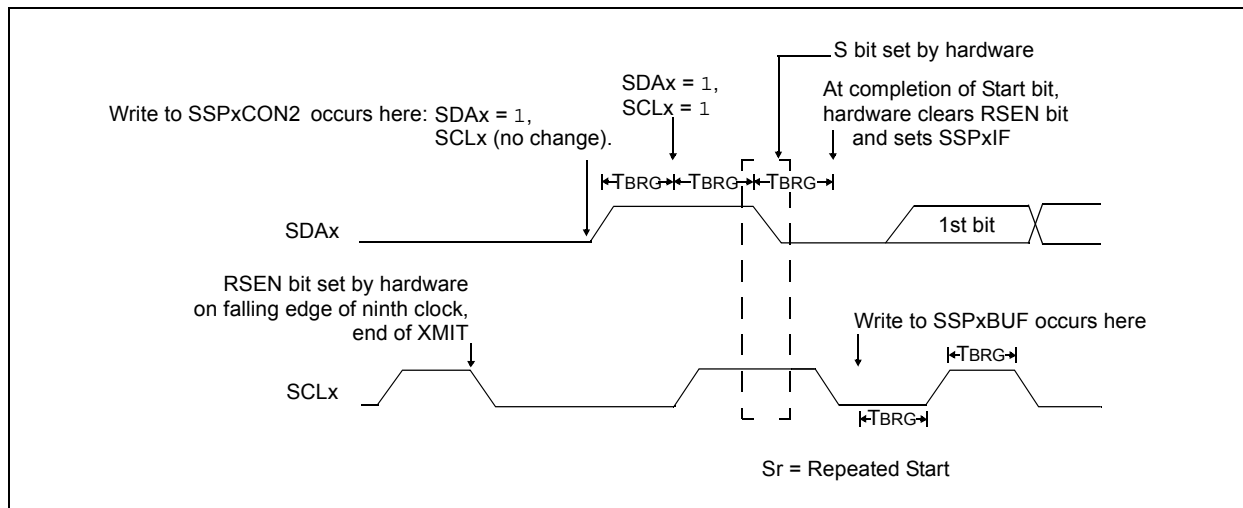 S bit set by hardware
SDAx = 1,
SCLx = 1
At completion of Start bit,
hardware clears RSEN bit
and sets SSPxIF
Write to SSPxCON2 occurs here: SDAx = 1,
SCLx (no change).
TBRG
TBRG
TBRG
SDAx
1st bit
RSEN bit set by hardware
on falling edge of ninth clock,
end of XMIT
Write to SSPxBUF occurs here
TBRG
SCLx
TBRG
Sr = Repeated Start